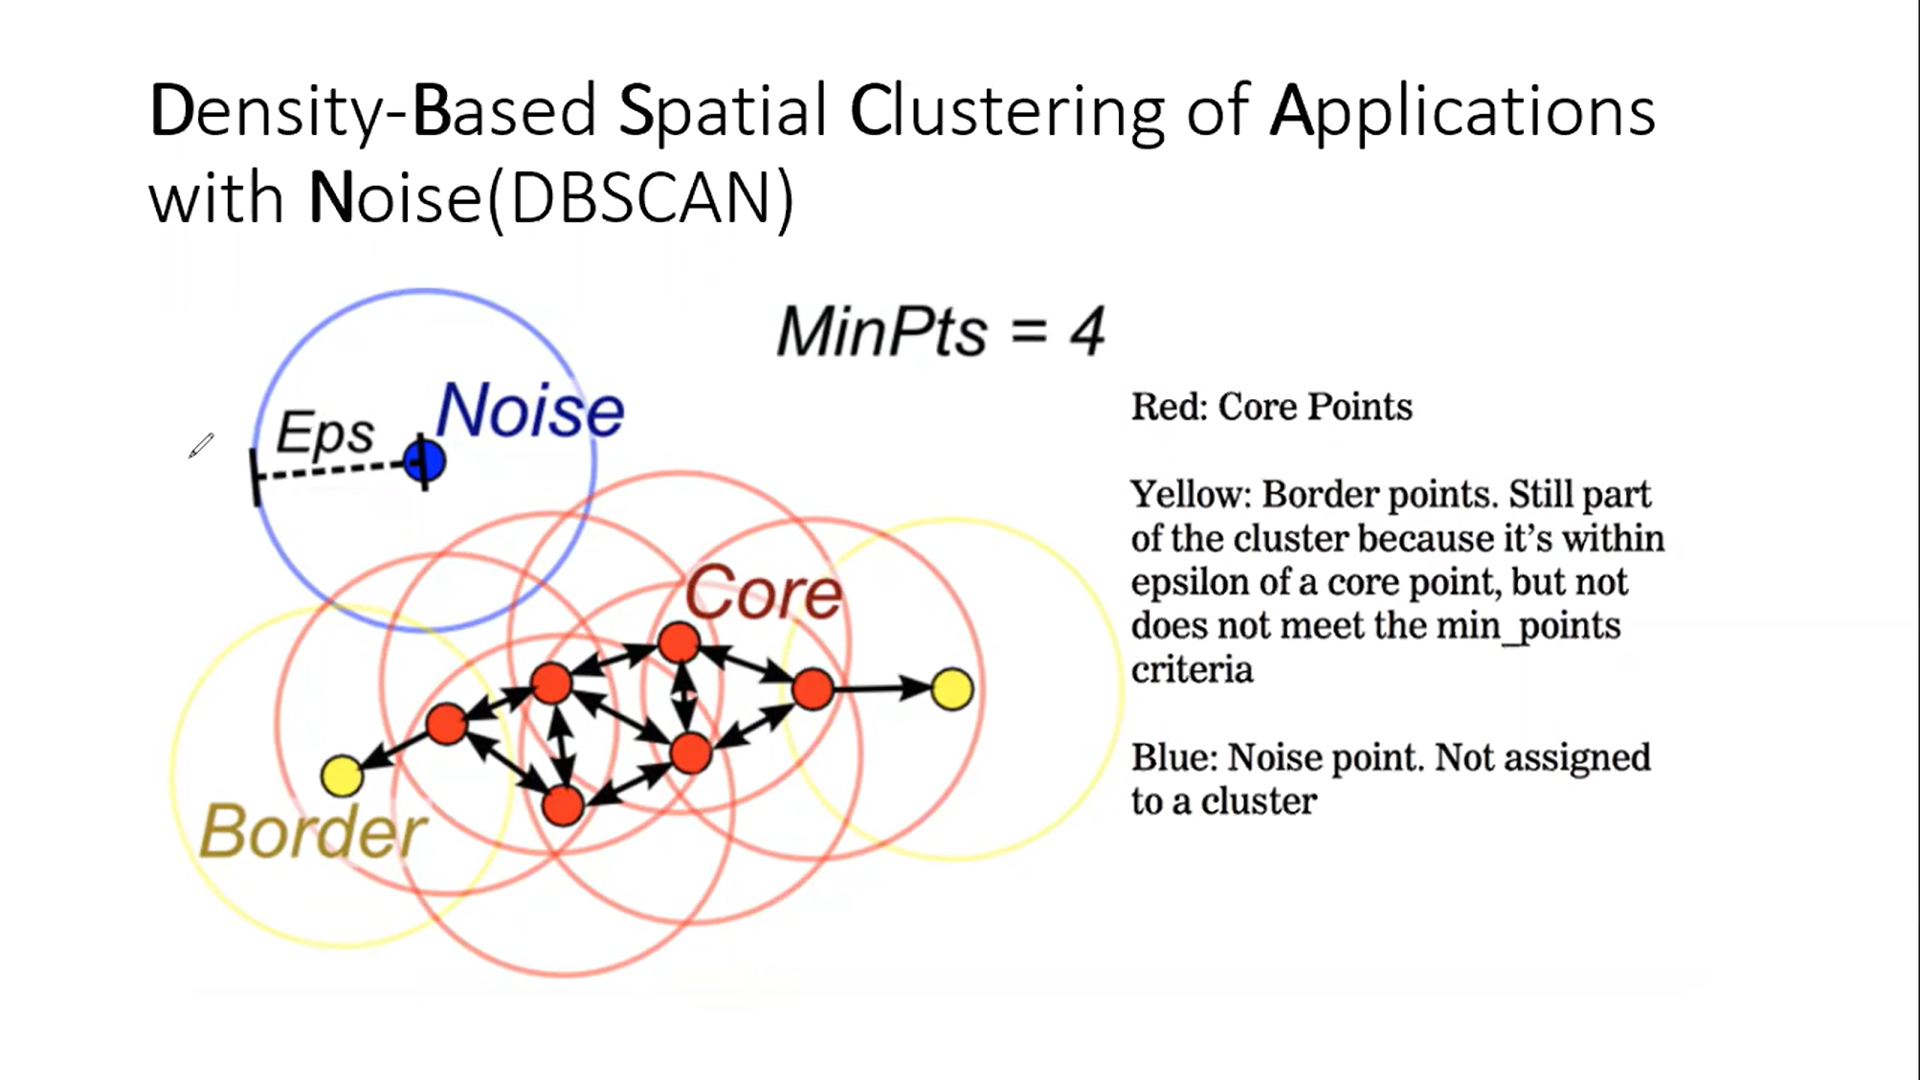 Density-Based Spatial Clustering of Applications
with Noise(DBSCAN)
MinPts = 4
Noise
Eps
Core
Border
Red: Core Points
Yellow: Border points. Still part
of the cluster because it’s within
epsilon of a core point, but not
does not meet the min_points
criteria
Blue: Noise point. Not assigned
to a cluster